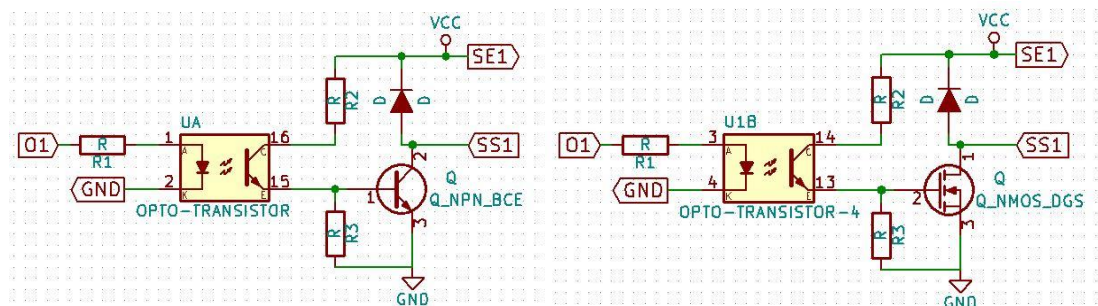 VCC
SE1
R
R2
D
D
UA
O1
R
R1
1
A
C
16
SS1
2
GND
2
K
E
15
1
Q
Q_NPN_BCE
OPTO-TRANSISTOR
R
R3
3
GND
VCC
SE1
R
R2
D
D
U1B
O1
R
R1
3
A
C
14
SS1
1
GND
4
K
E
13
2
Q
Q_NMOS_DGS
OPTO-TRANSISTOR-4
R
R3
3
GND